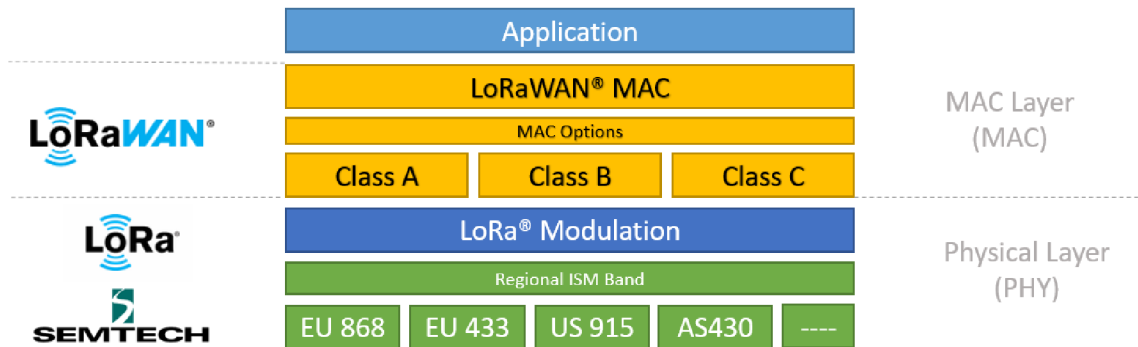 Application
LoRaWAN® MAC
MAC Options
Class A Class B Class C
LoRaWAN®
MAC Layer
(MAC)
LoRa® Modulation
Regional ISM Band
EU 868 EU 433 US 915 AS430 ----
LoRa®
SEMTECH
Physical Layer
(PHY)